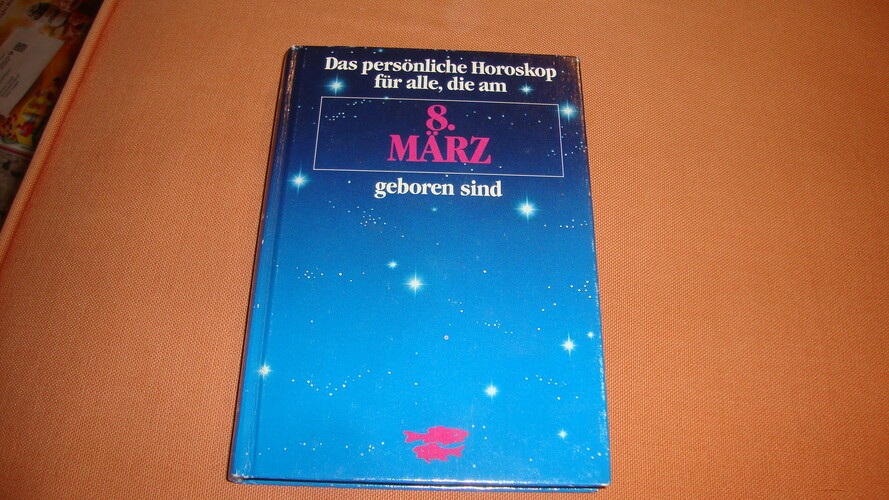 Das persönliche Horoskop
für alle, die am
8.
MÄRZ
geboren sind